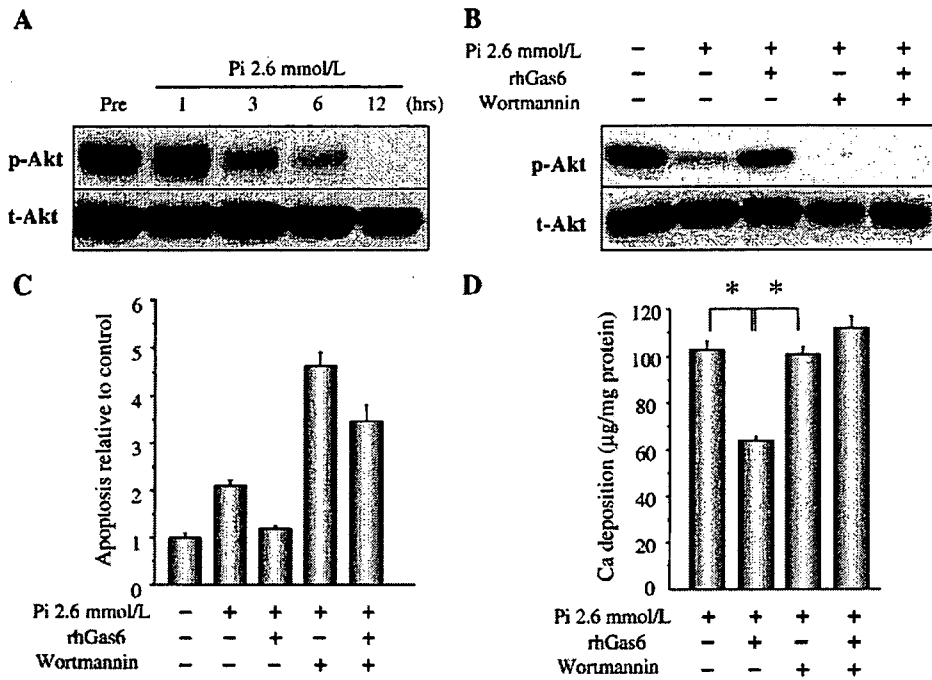 A
Pi 2.6 mmol/L
Pre 1 3 6 12 (hrs)
p-Akt
t-Akt
B
Pi 2.6 mmol/L − + + + +
rhGas6 + +
Wortmannin + +
p-Akt
t-Akt
C
Apoptosis relative to control
6
5
4
3
2
1
0
Pi 2.6 mmol/L − + + + +
rhGas6 − − + − +
Wortmannin − − − + +
D
* *
Ca deposition (µg/mg protein)
120
100
80
60
40
20
0
Pi 2.6 mmol/L + + + +
rhGas6 − + − +
Wortmannin − − + +